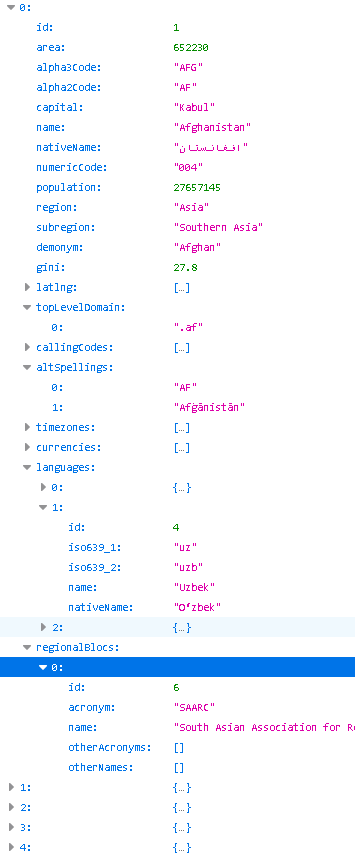 0:
id: 1
area: 652230
alpha3Code: "AFG"
alpha2Code: "AF"
capital: "Kabul"
name: "Afghanistan"
nativeName: "افغانستان"
numericCode: "004"
population: 27657145
region: "Asia"
subregion: "Southern Asia"
demonym: "Afghan"
gini: 27.8
latlng: […]
topLevelDomain:
0: ".af"
callingCodes: […]
altSpellings:
0: "AF"
1: "Afġānistān"
timezones: […]
currencies: […]
languages:
0: {…}
1:
id: 4
iso639_1: "uz"
iso639_2: "uzb"
name: "Uzbek"
nativeName: "Oʻzbek"
2: {…}
regionalBlocs:
0:
id: 6
acronym: "SAARC"
name: "South Asian Association for Re
otherAcronyms: []
otherNames: []
1: {…}
2: {…}
3: {…}
4: {…}